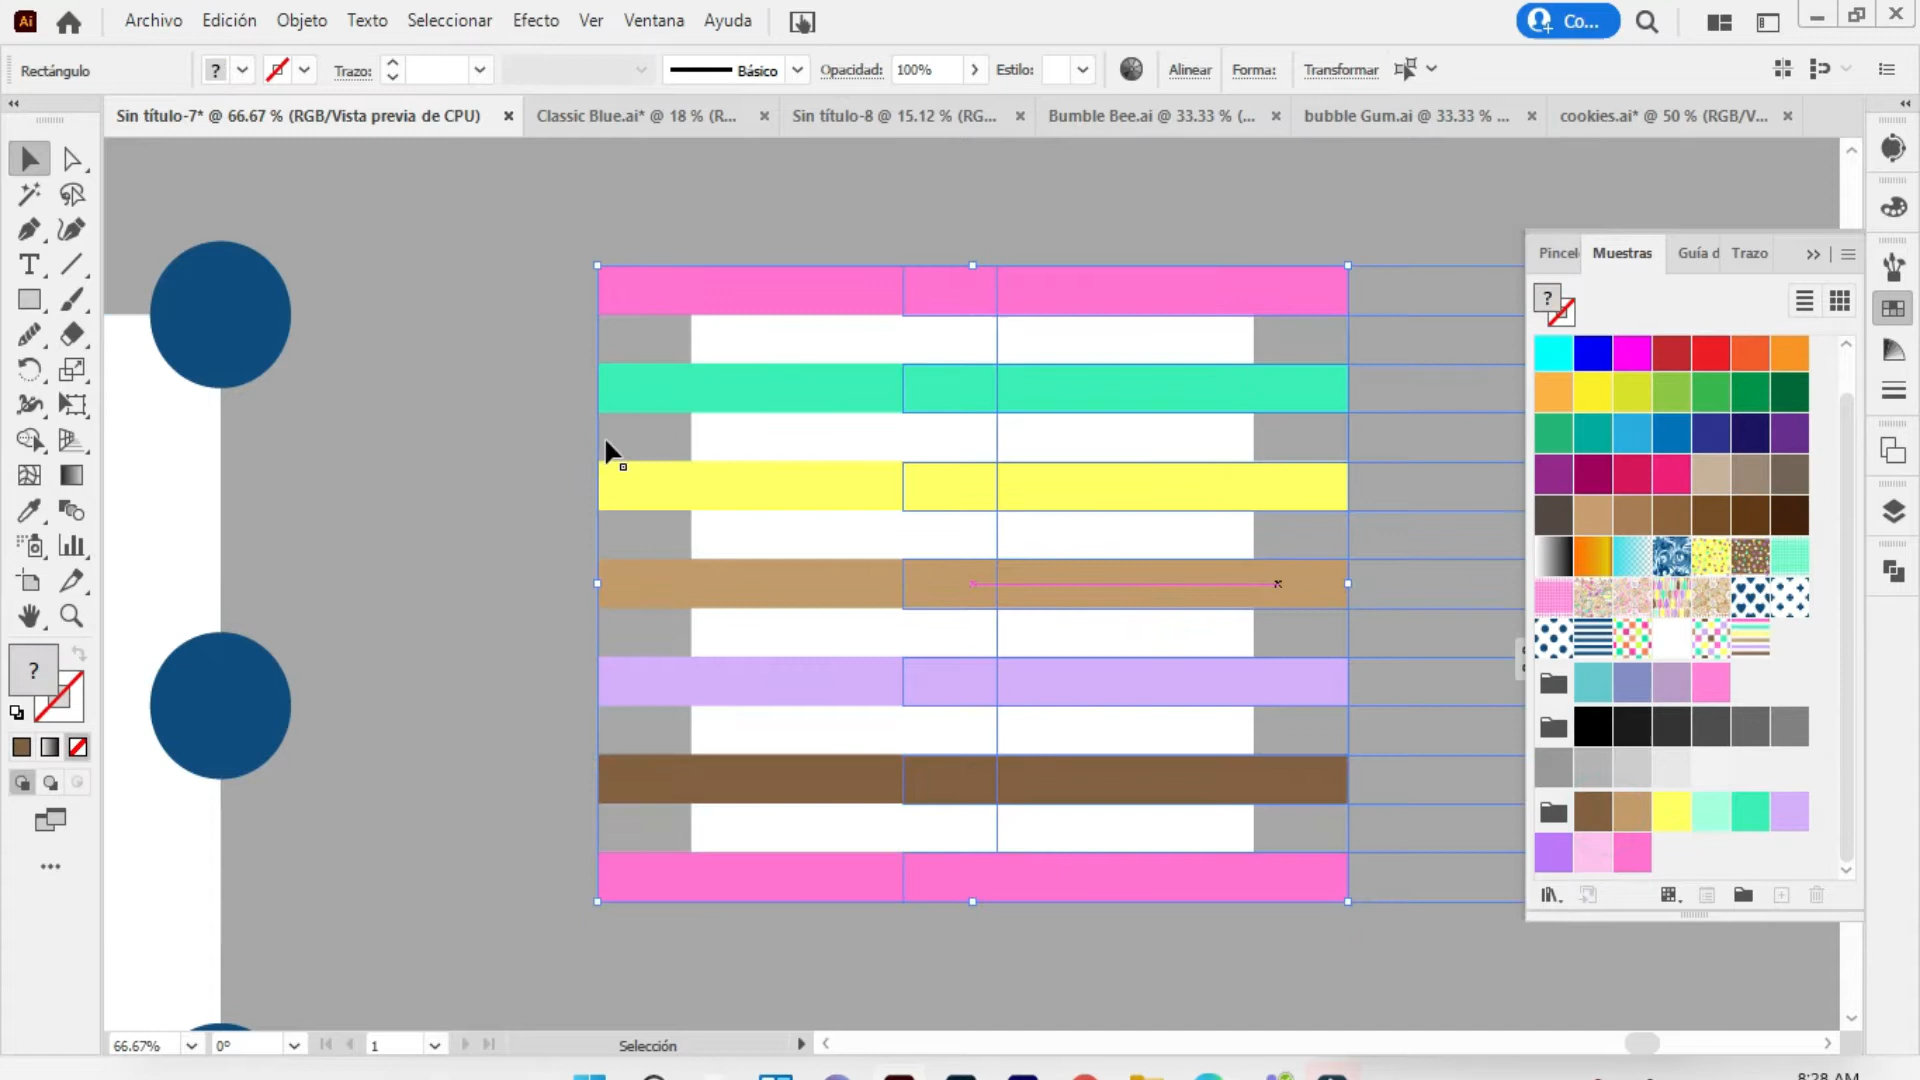 Ai
Archivo
Edición
Objeto
Texto
Seleccionar
Efecto
Ver
Ventana
Ayuda
Co...
Rectángulo
?
Trazo:
Básico
Opacidad:
100%
Estilo:
Alinear
Forma:
Transformar
Sin título-7* @ 66.67 % (RGB/Vista previa de CPU)
Classic Blue.ai* @ 18 % (R...
Sin título-8 @ 15.12 % (RG...
Bumble Bee.ai @ 33.33 % (...
bubble Gum.ai @ 33.33 % ...
cookies.ai* @ 50 % (RGB/V...
Pincel
Muestras
Guía d
Trazo
?
?
66.67%
0°
1
Selección
8:28 AM